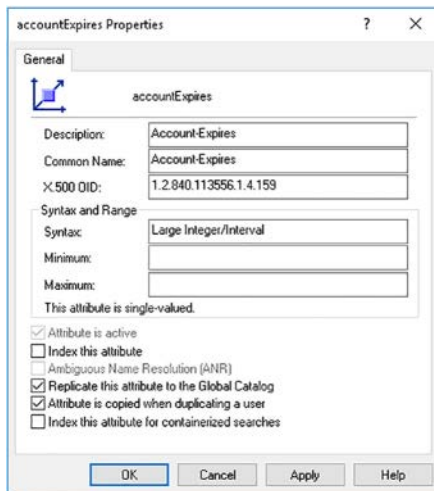 accountExpires Properties ? ×
General
accountExpires
Description: Account-Expires
Common Name: Account-Expires
X.500 OID: 1.2.840.113556.1.4.159
Syntax and Range
Syntax: Large Integer/Interval
Minimum:
Maximum:
This attribute is single-valued.
Attribute is active
Index this attribute
Ambiguous Name Resolution (ANR)
Replicate this attribute to the Global Catalog
Attribute is copied when duplicating a user
Index this attribute for containerized searches
OK Cancel Apply Help